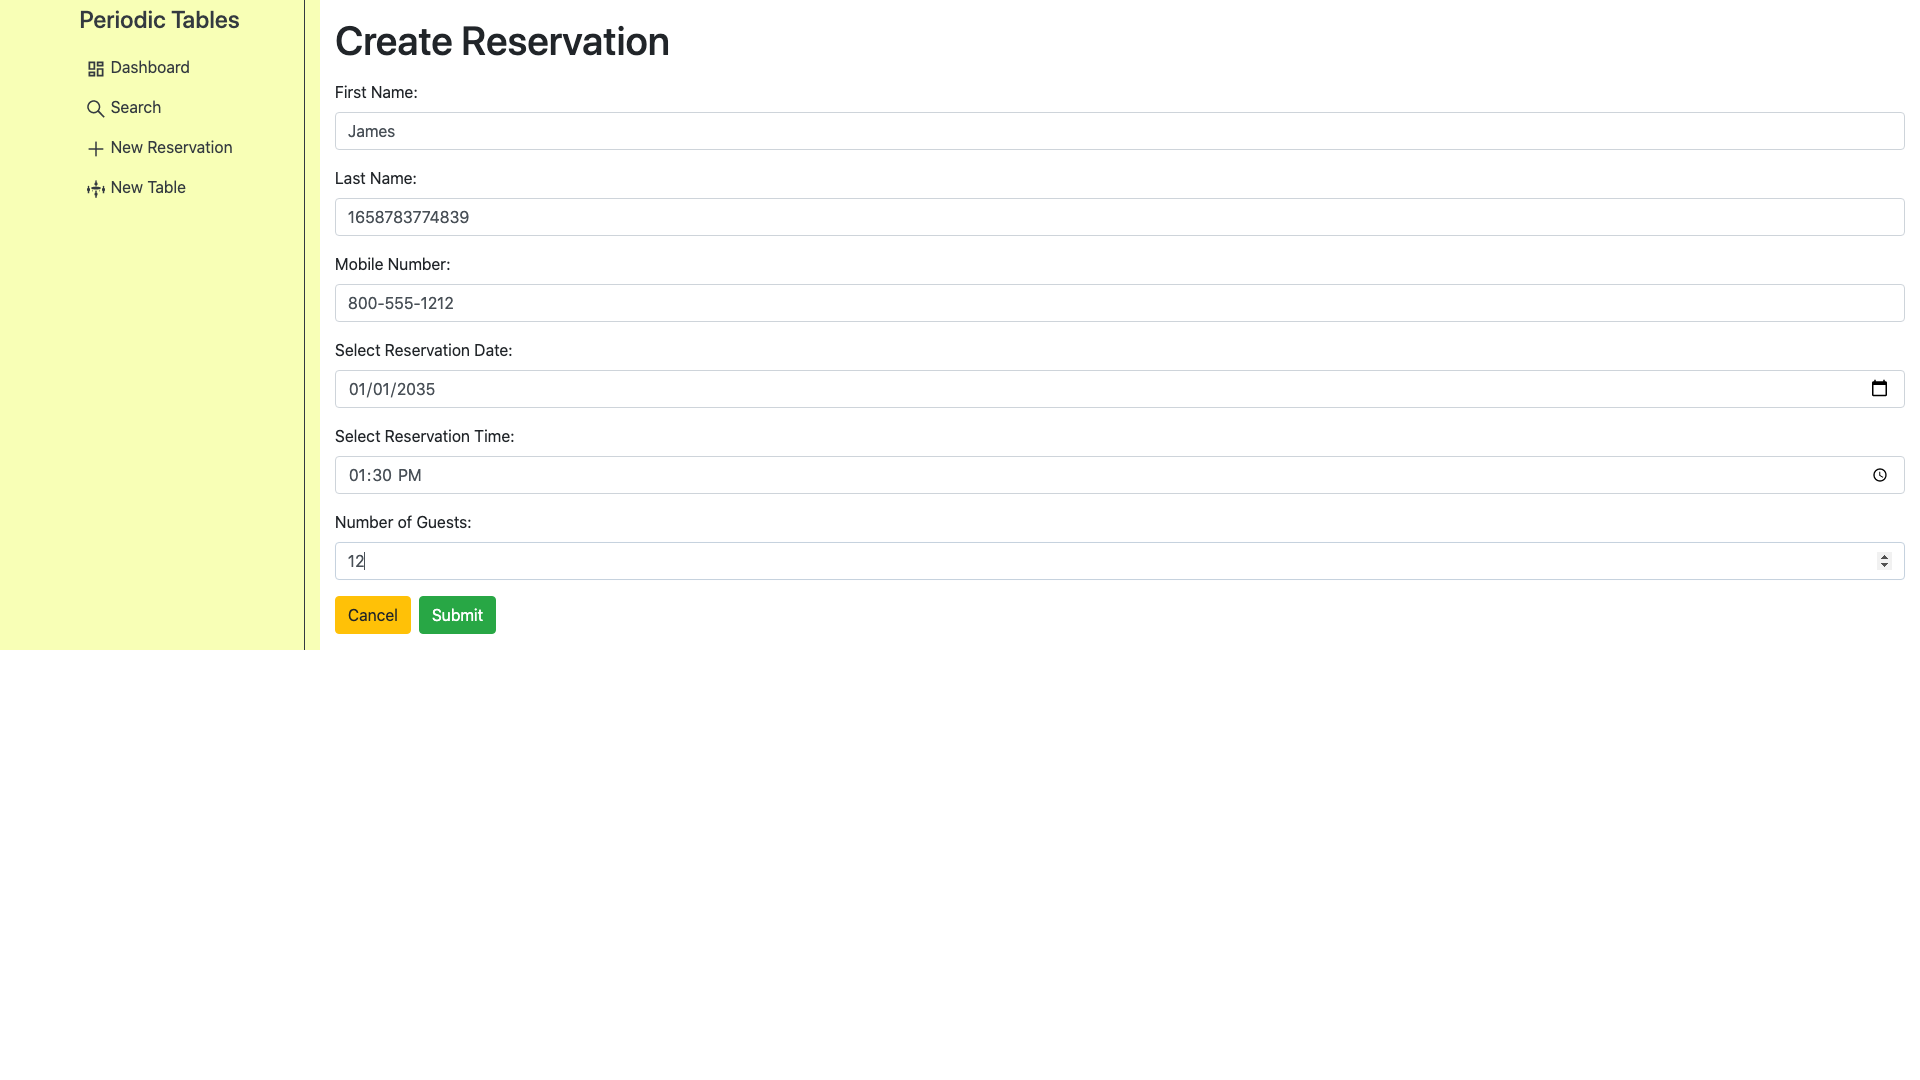 Periodic Tables
Dashboard
Search
New Reservation
New Table
Create Reservation
First Name:
James
Last Name:
1658783774839
Mobile Number:
800-555-1212
Select Reservation Date:
01/01/2035
Select Reservation Time:
01:30 PM
Number of Guests:
12
Cancel Submit